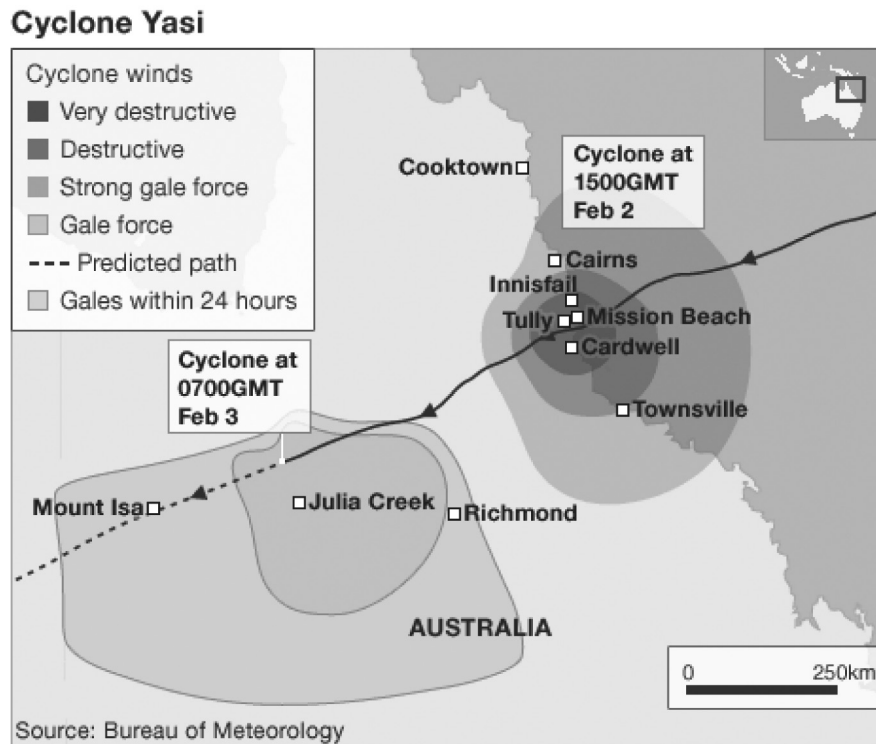 Cyclone Yasi
Cyclone winds
Very destructive
Destructive
Strong gale force
Gale force
Predicted path
Gales within 24 hours
Cooktown
Cyclone at
1500GMT
Feb 2
Cairns
Innisfail
Tully
Mission Beach
Cardwell
Townsville
Cyclone at
0700GMT
Feb 3
Mount Isa
Julia Creek
Richmond
AUSTRALIA
0 250km
Source: Bureau of Meteorology